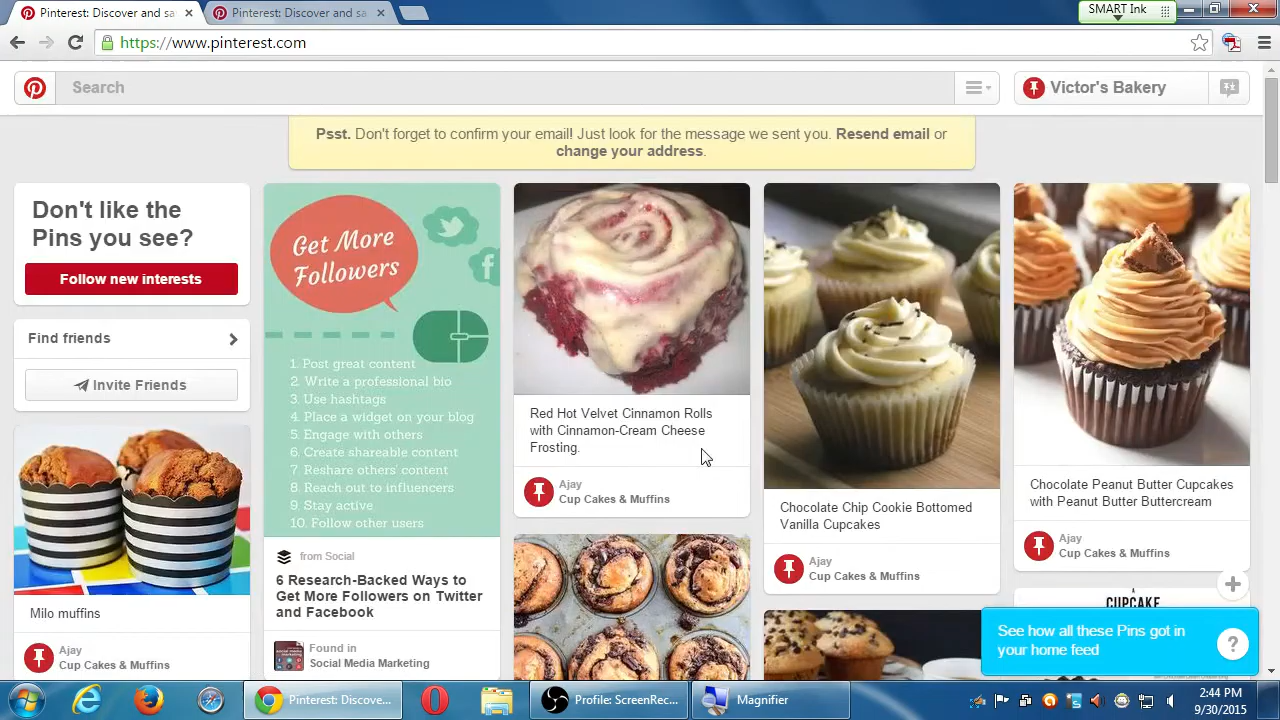 Pinterest: Discover and sa
Pinterest: Discover and sa
SMART Ink
https://www.pinterest.com
Search
Victor's Bakery
Psst. Don't forget to confirm your email! Just look for the message we sent you. Resend email or
change your address.
Don't like the
Pins you see?
Follow new interests
Find friends
Invite Friends
Milo muffins
Ajay
Cup Cakes & Muffins
Get More
Followers
1. Post great content
2. Write a professional bio
3. Use hashtags
4. Place a widget on your blog
5. Engage with others
6. Create shareable content
7. Reshare others' content
8. Reach out to influencers
9. Stay active
10. Follow other users
from Social
6 Research-Backed Ways to
Get More Followers on Twitter
and Facebook
Found in
Social Media Marketing
Red Hot Velvet Cinnamon Rolls
with Cinnamon-Cream Cheese
Frosting.
Ajay
Cup Cakes & Muffins
Chocolate Chip Cookie Bottomed
Vanilla Cupcakes
Ajay
Cup Cakes & Muffins
Chocolate Peanut Butter Cupcakes
with Peanut Butter Buttercream
Ajay
Cup Cakes & Muffins
CUPCAKE
See how all these Pins got in
your home feed
?
Pinterest: Discove...
Profile: ScreenRec...
Magnifier
2:44 PM
9/30/2015